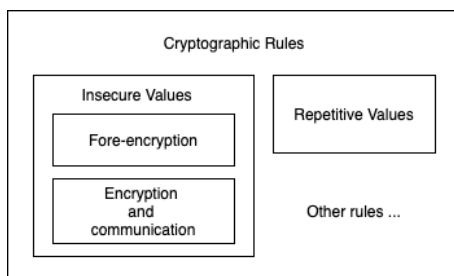 Cryptographic Rules
Insecure Values
Fore-encryption
Encryption
and
communication
Repetitive Values
Other rules ...